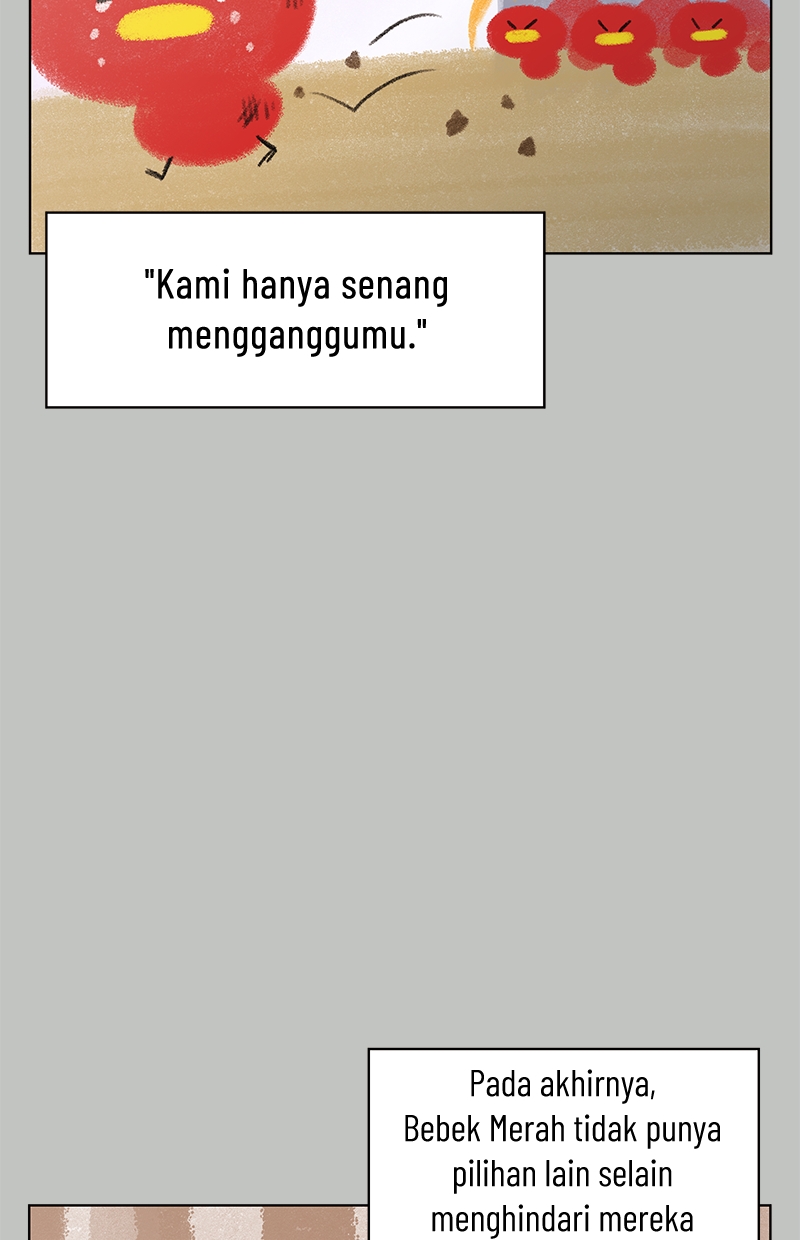 "Kami hanya senang
mengganggumu."
Pada akhirnya,
Bebek Merah tidak punya
pilihan lain selain
menghindari mereka